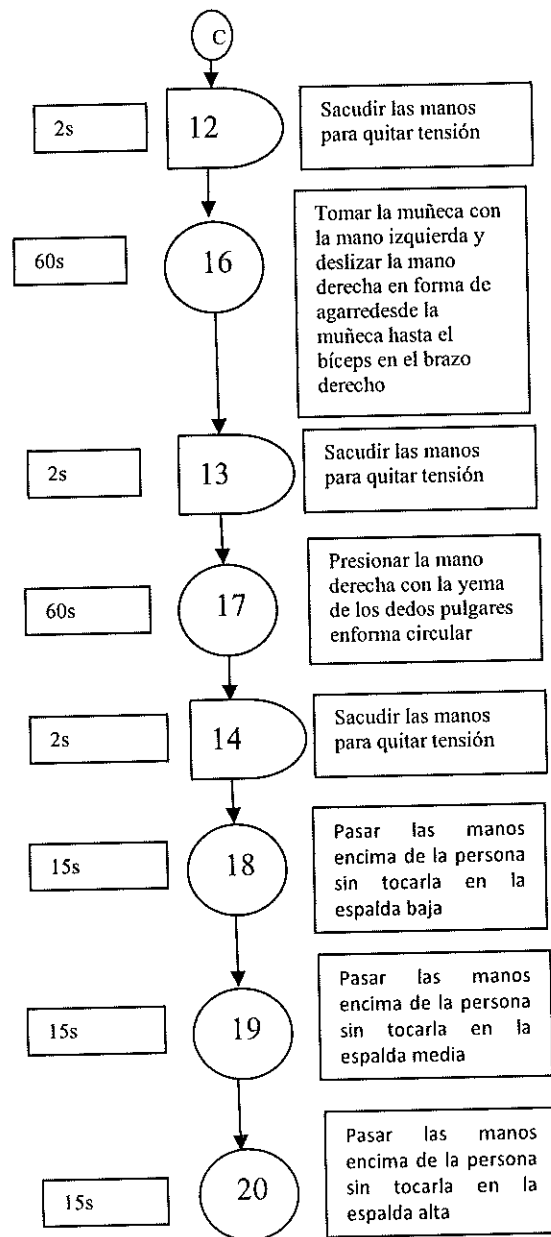 C
2s
12
Sacudir las manos
para quitar tensión
60s
16
Tomar la muñeca con
la mano izquierda y
deslizar la mano
derecha en forma de
agarredesde la
muñeca hasta el
bíceps en el brazo
derecho
2s
13
Sacudir las manos
para quitar tensión
60s
17
Presionar la mano
derecha con la yema
de los dedos pulgares
enforma circular
2s
14
Sacudir las manos
para quitar tensión
15s
18
Pasar las manos
encima de la persona
sin tocarla en la
espalda baja
15s
19
Pasar las manos
encima de la persona
sin tocarla en la
espalda media
15s
20
Pasar las manos
encima de la persona
sin tocarla en la
espalda alta